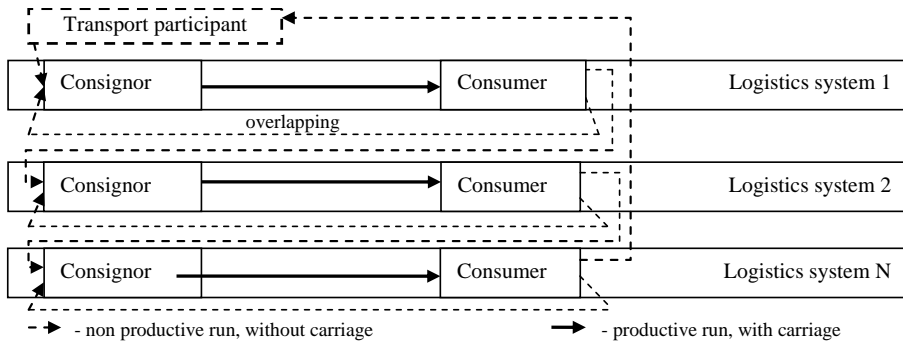 Transport participant
Consignor Consumer Logistics system 1
overlapping
Consignor Consumer Logistics system 2
Consignor Consumer Logistics system N
- non productive run, without carriage - productive run, with carriage